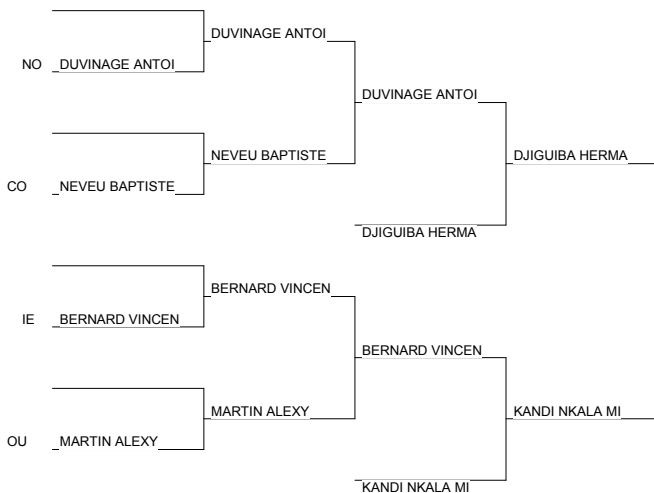 DUVINAGE ANTOI
NO DUVINAGE ANTOI
DUVINAGE ANTOI
NEVEU BAPTISTE
DJIGUIBA HERMA
CO NEVEU BAPTISTE
DJIGUIBA HERMA
BERNARD VINCEN
IE BERNARD VINCEN
BERNARD VINCEN
MARTIN ALEXY
KANDI NKALA MI
OU MARTIN ALEXY
KANDI NKALA MI